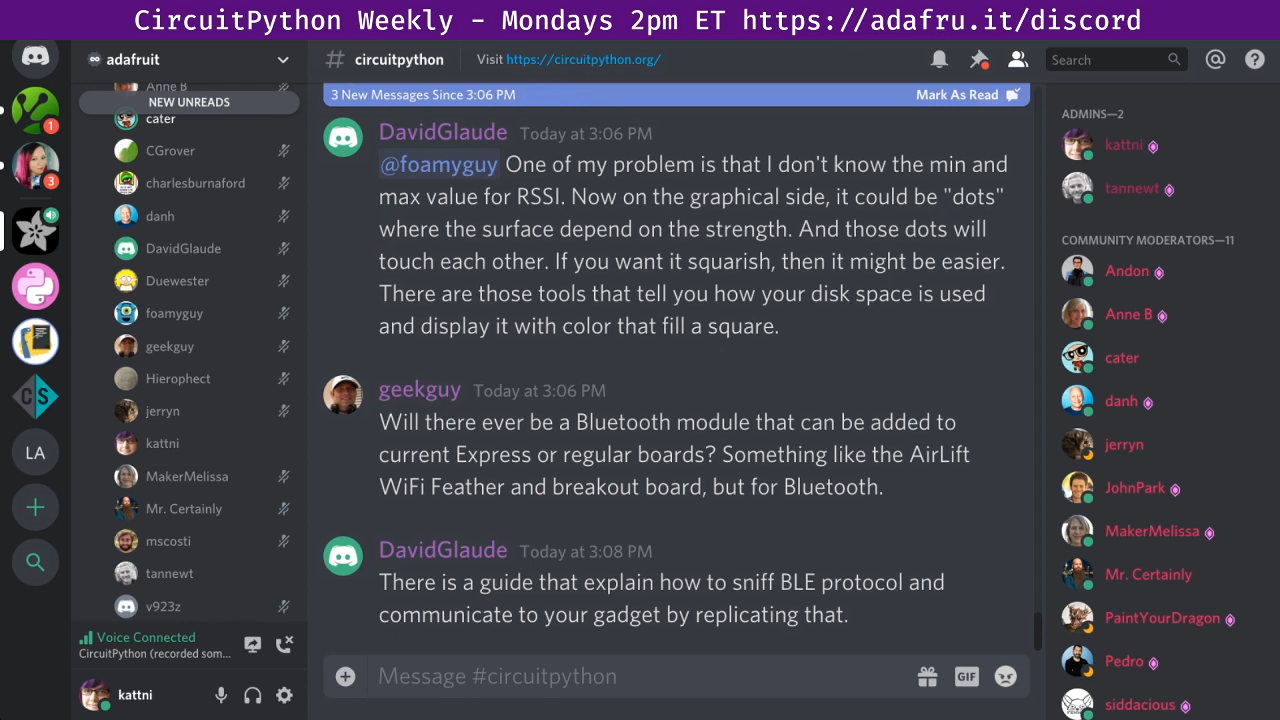 CircuitPython Weekly - Mondays 2pm ET https://adafru.it/discord
adafruit
# circuitpython
Visit https://circuitpython.org/
Search
Anne B
NEW UNREADS
cater
CGrover
charlesburnaford
danh
DavidGlaude
Duewester
foamyguy
geekguy
Hierophect
jerryn
kattni
MakerMelissa
Mr. Certainly
mscosti
tannewt
v923z
1
3
CS
LA
Voice Connected
CircuitPython (recorded som...
kattni
3 New Messages Since 3:06 PM
Mark As Read
DavidGlaude Today at 3:06 PM
@foamyguy One of my problem is that I don't know the min and
max value for RSSI. Now on the graphical side, it could be "dots"
where the surface depend on the strength. And those dots will
touch each other. If you want it squarish, then it might be easier.
There are those tools that tell you how your disk space is used
and display it with color that fill a square.
geekguy Today at 3:06 PM
Will there ever be a Bluetooth module that can be added to
current Express or regular boards? Something like the AirLift
WiFi Feather and breakout board, but for Bluetooth.
DavidGlaude Today at 3:08 PM
There is a guide that explain how to sniff BLE protocol and
communicate to your gadget by replicating that.
Message #circuitpython
GIF
ADMINS—2
kattni
tannewt
COMMUNITY MODERATORS—11
Andon
Anne B
cater
danh
jerryn
JohnPark
MakerMelissa
Mr. Certainly
PaintYourDragon
Pedro
siddacious